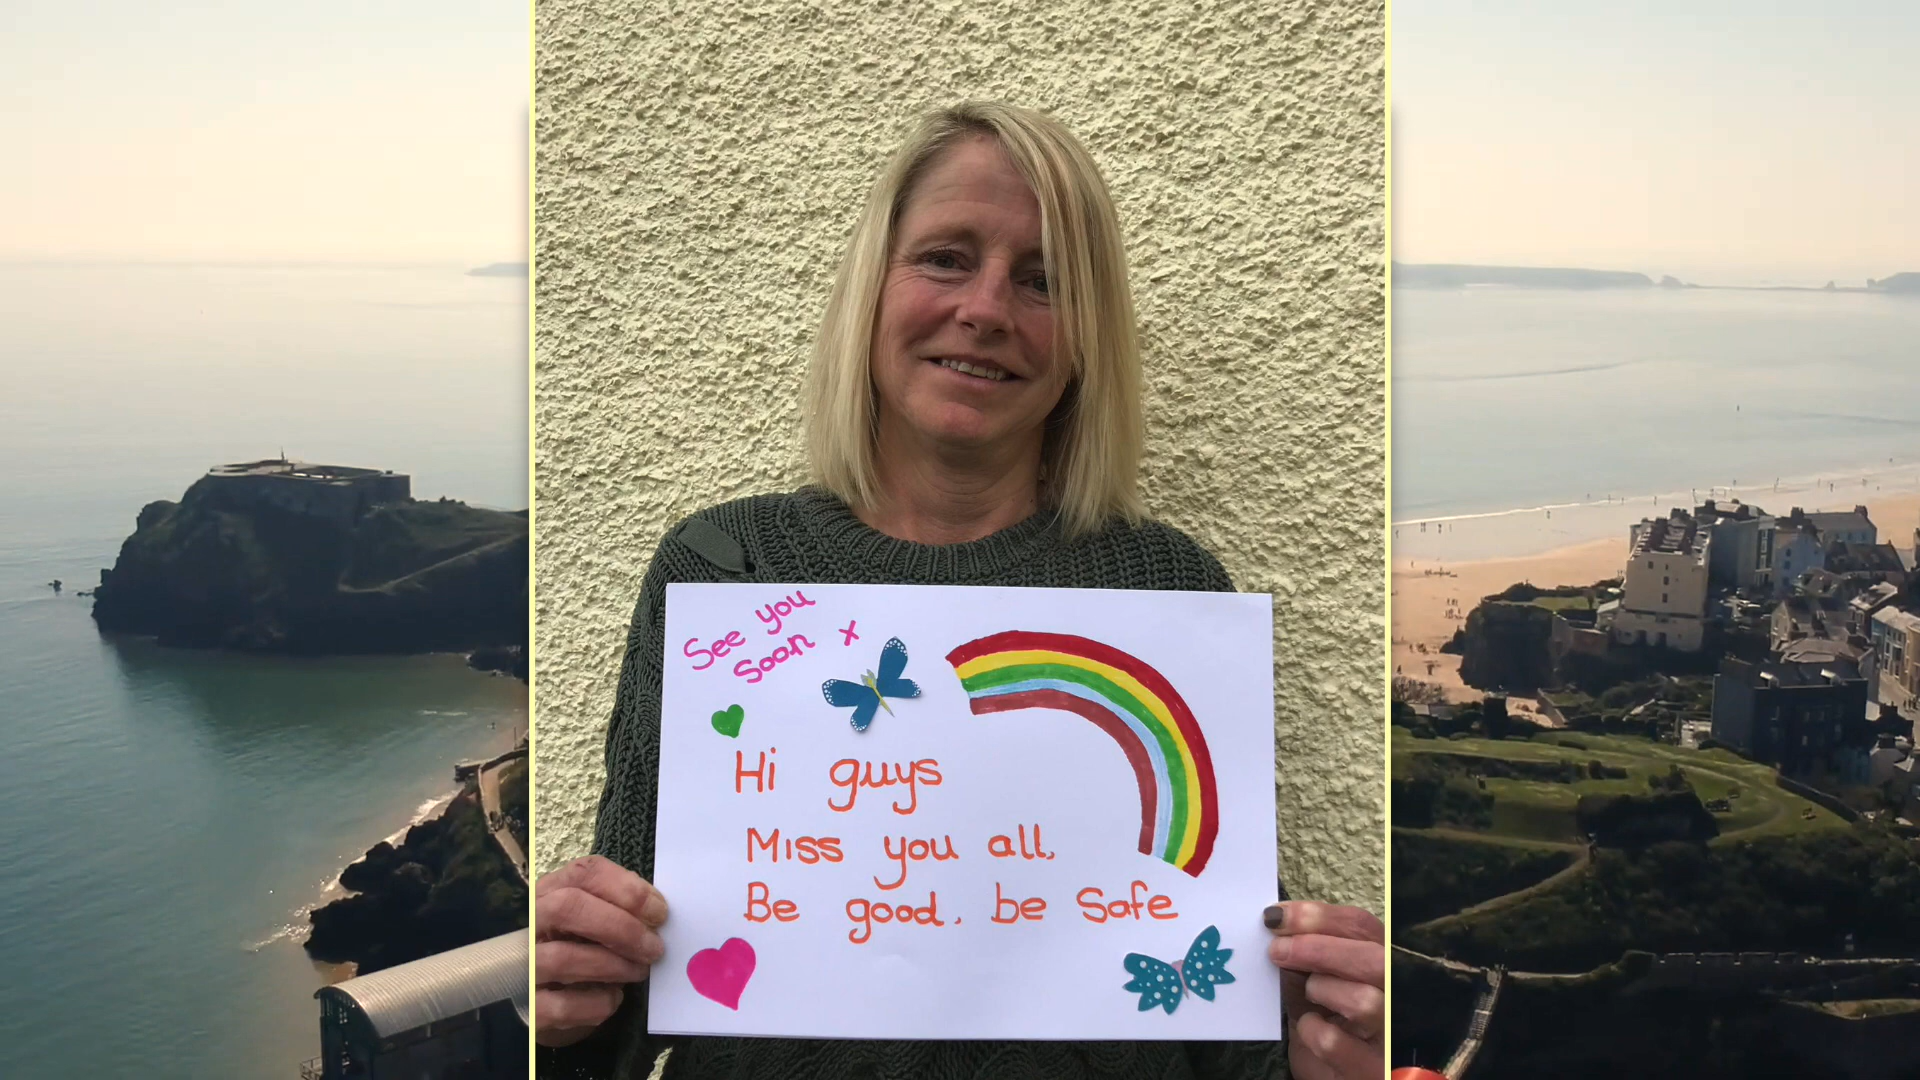 See you
soon x
Hi guys
Miss you all,
Be good, be Safe